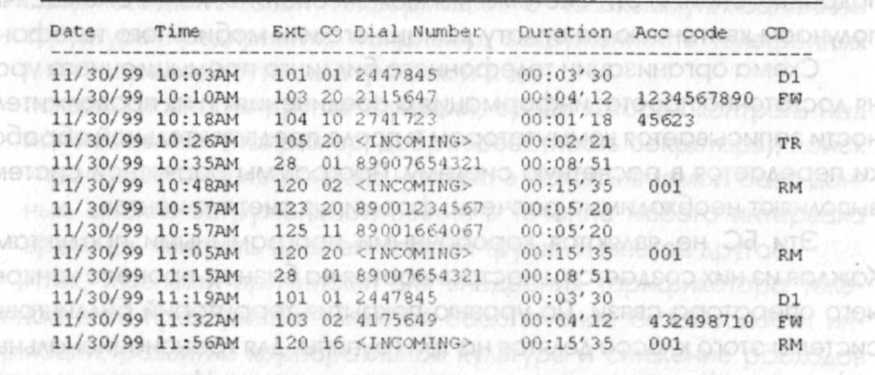 Date Time Ext CO Dial Number Duration Acc code CD
11/30/99 10:03AM 101 01 2447845 00:03'30 D1
11/30/99 10:10AM 103 20 2115647 00:04'12 1234567890 FW
11/30/99 10:18AM 104 10 2741723 00:01'18 45623
11/30/99 10:26AM 105 20 <INCOMING> 00:02'21 TR
11/30/99 10:35AM 28 01 89007654321 00:08'51
11/30/99 10:48AM 120 02 <INCOMING> 00:15'35 001 RM
11/30/99 10:57AM 123 20 89001234567 00:05'20
11/30/99 10:57AM 125 11 89001664067 00:05'20
11/30/99 11:05AM 120 20 <INCOMING> 00:15'35 001 RM
11/30/99 11:15AM 28 01 89007654321 00:08'51
11/30/99 11:19AM 101 01 2447845 00:03'30 D1
11/30/99 11:32AM 103 02 4175649 00:04'12 432498710 FW
11/30/99 11:56AM 120 16 <INCOMING> 00:15'35 001 RM